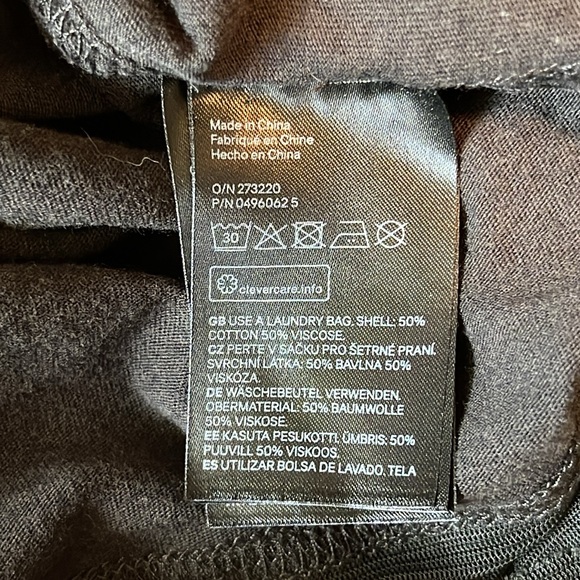 Made in China
Fabriqué en Chine
Hecho en China
O/N 273220
P/N 0496062 5
30
clevercare.info
GB USE A LAUNDRY BAG. SHELL: 50%
COTTON 50% VISCOSE.
CZ PERTE V SÁČKU PRO ŠETRNÉ PRANÍ.
SVRCHNÍ LÁTKA: 50% BAVLNA 50%
VISKÓZA.
DE WÄSCHEBEUTEL VERWENDEN.
OBERMATERIAL: 50% BAUMWOLLE
50% VISKOSE.
EE KASUTA PESUKOTTI. ÜMBRIS: 50%
PUUVILL 50% VISKOOS.
ES UTILIZAR BOLSA DE LAVADO. TELA